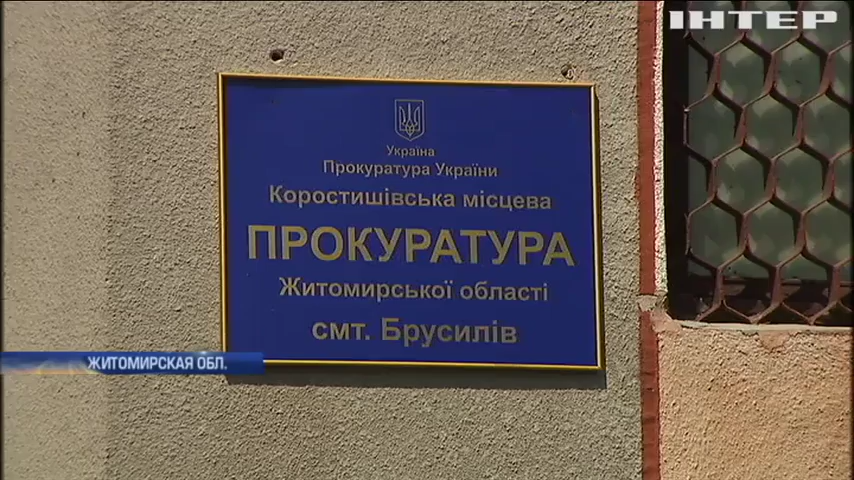 ІНТЕР
Україна
Прокуратура України
Коростишівська місцева
ПРОКУРАТУРА
Житомирської області
смт. Брусилів
ЖИТОМИРСКАЯ ОБЛ.